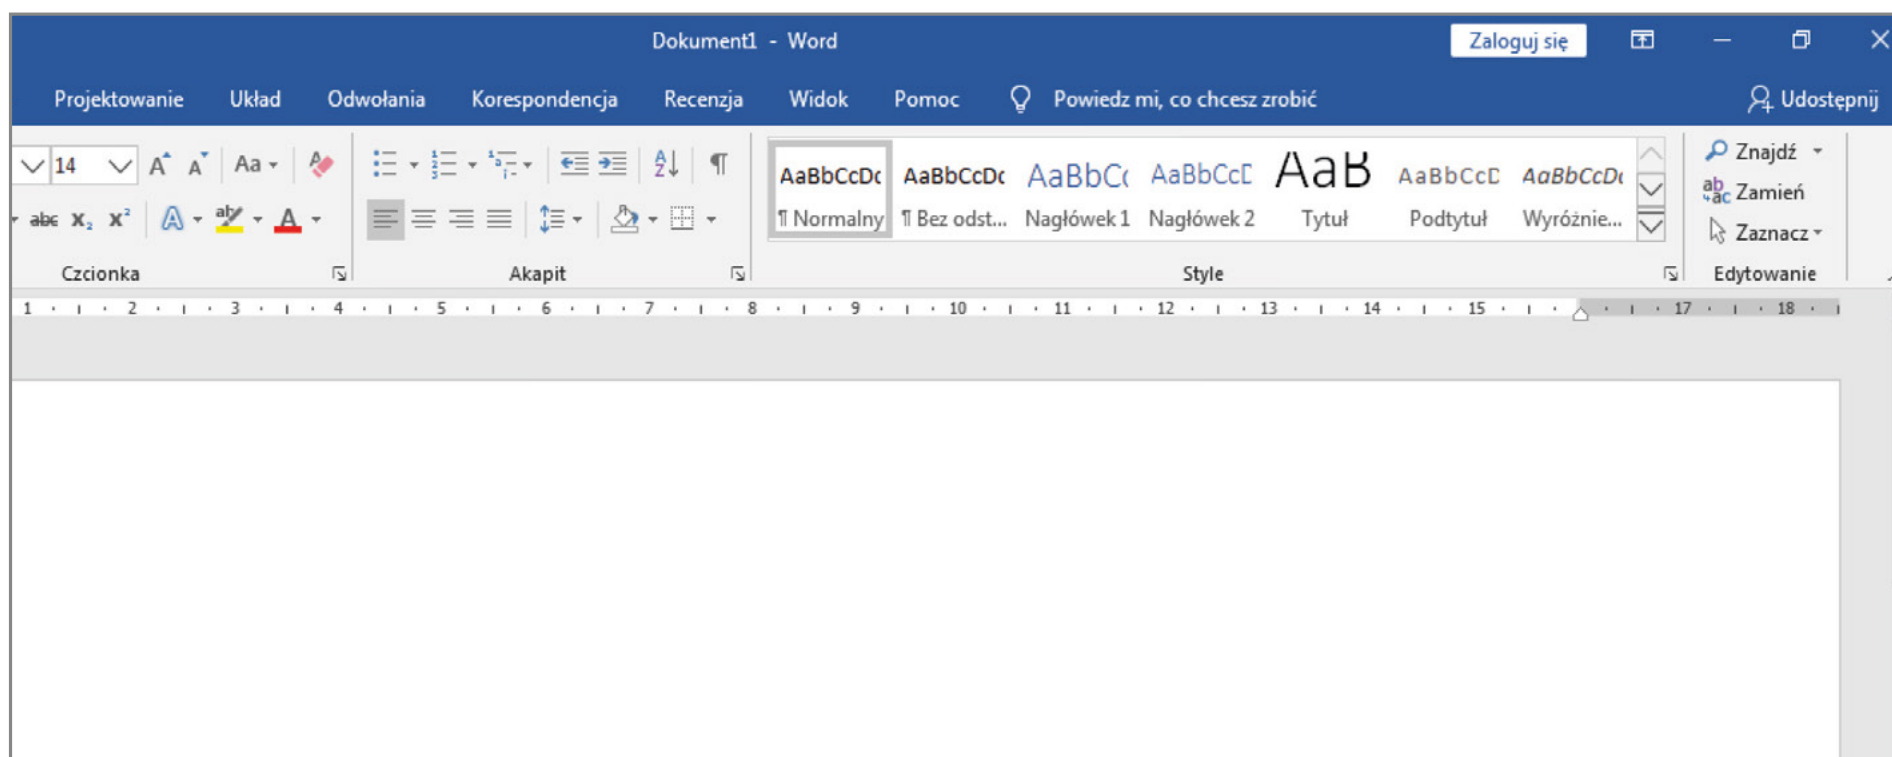 Dokument1 - Word
Zaloguj się
Projektowanie Układ Odwołania Korespondencja Recenzja Widok Pomoc Powiedz mi, co chcesz zrobić Udostępnij
14 A A Aa
AaBbCcDc AaBbCcDc AaBbCc AaBbCcD AaB AaBbCcD AaBbCcDc
¶ Normalny ¶ Bez odst... Nagłówek 1 Nagłówek 2 Tytuł Podtytuł Wyróżnie...
Znajdź
Zamień
Zaznacz
abc X₂ X² A aby A
Czcionka Akapit Style Edytowanie
1 2 3 4 5 6 7 8 9 10 11 12 13 14 15 17 18